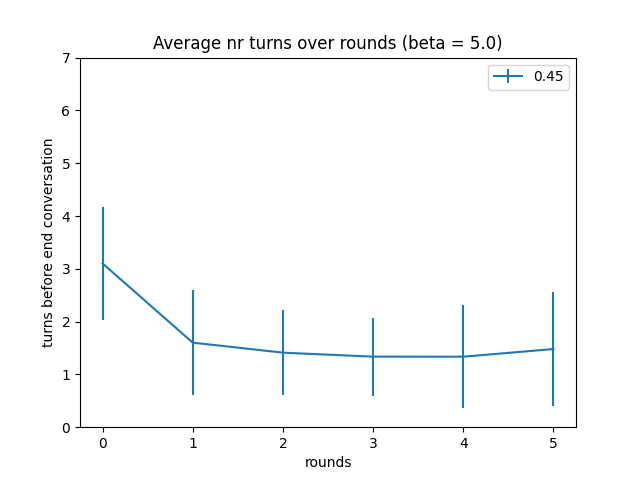 Average nr turns over rounds (beta = 5.0)
0.45
7
6
5
4
3
2
1
0
turns before end conversation
0 1 2 3 4 5
rounds